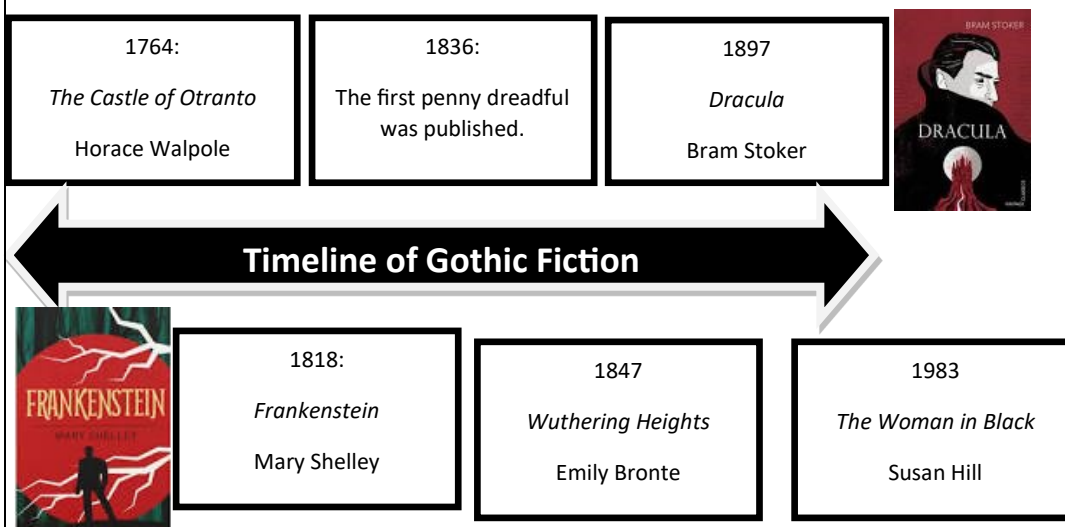 1764:
The Castle of Otranto
Horace Walpole
1836:
The first penny dreadful
was published.
1897
Dracula
Bram Stoker
BRAM STOKER
DRACULA
Timeline of Gothic Fiction
FRANKENSTEIN
MARY SHELLEY
1818:
Frankenstein
Mary Shelley
1847
Wuthering Heights
Emily Bronte
1983
The Woman in Black
Susan Hill